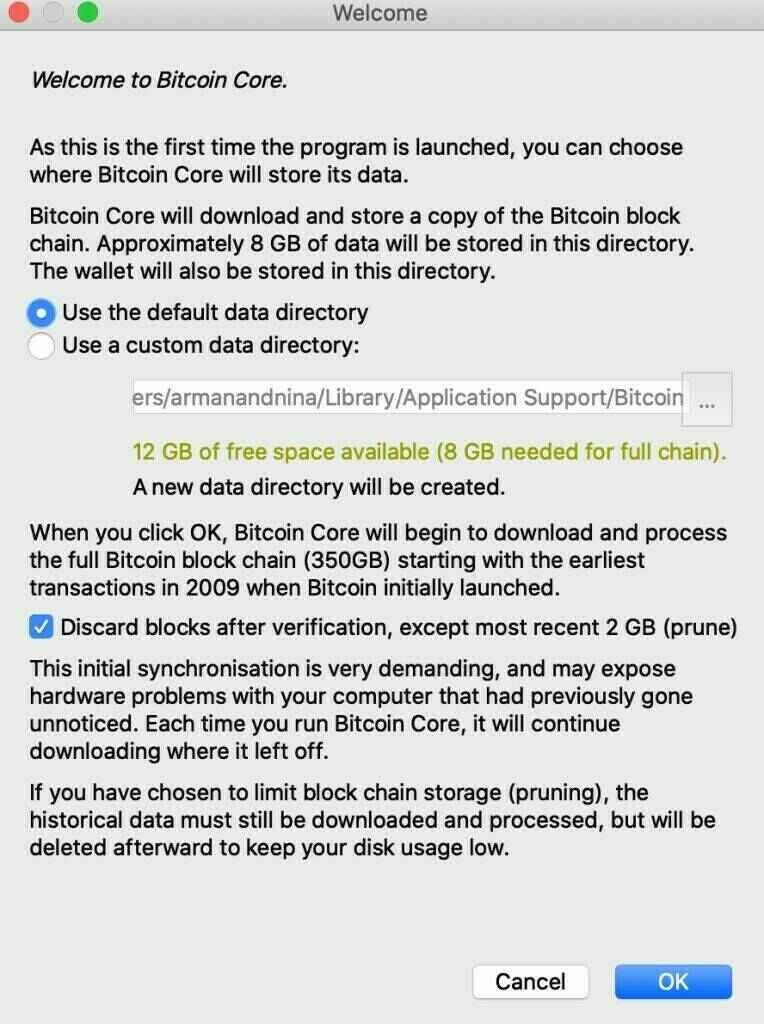 Welcome
Welcome to Bitcoin Core.
As this is the first time the program is launched, you can choose
where Bitcoin Core will store its data.
Bitcoin Core will download and store a copy of the Bitcoin block
chain. Approximately 8 GB of data will be stored in this directory.
The wallet will also be stored in this directory.
Use the default data directory
Use a custom data directory:
ers/armanandnina/Library/Application Support/Bitcoin
...
12 GB of free space available (8 GB needed for full chain).
A new data directory will be created.
When you click OK, Bitcoin Core will begin to download and process
the full Bitcoin block chain (350GB) starting with the earliest
transactions in 2009 when Bitcoin initially launched.
Discard blocks after verification, except most recent 2 GB (prune)
This initial synchronisation is very demanding, and may expose
hardware problems with your computer that had previously gone
unnoticed. Each time you run Bitcoin Core, it will continue
downloading where it left off.
If you have chosen to limit block chain storage (pruning), the
historical data must still be downloaded and processed, but will be
deleted afterward to keep your disk usage low.
Cancel
OK